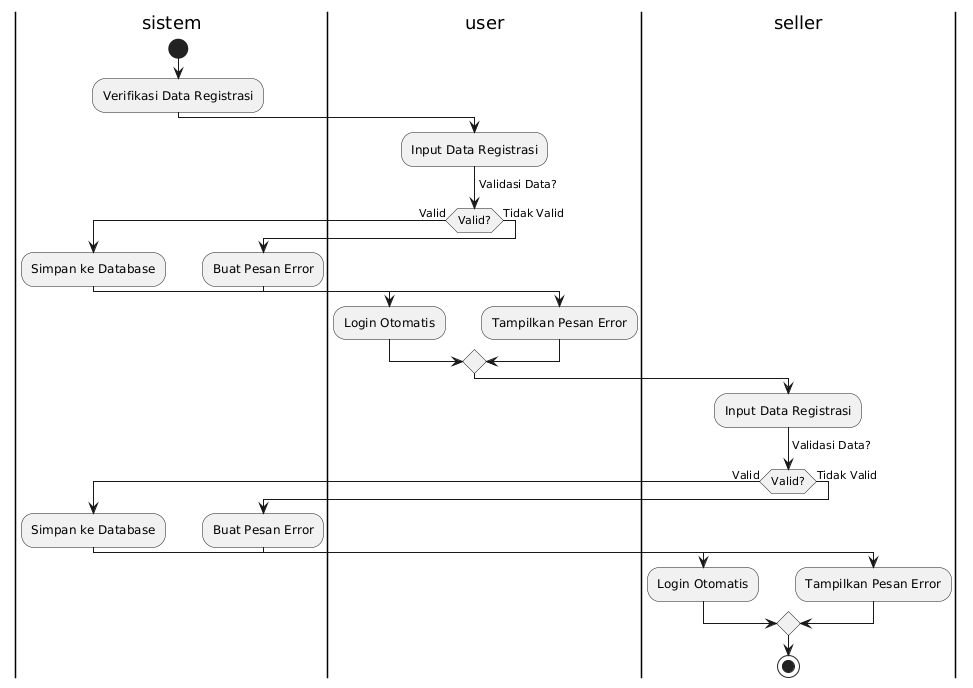 sistem
user
seller
Verifikasi Data Registrasi
Input Data Registrasi
Validasi Data?
Valid
Valid?
Tidak Valid
Simpan ke Database
Buat Pesan Error
Login Otomatis
Tampilkan Pesan Error
Input Data Registrasi
Validasi Data?
Valid
Valid?
Tidak Valid
Simpan ke Database
Buat Pesan Error
Login Otomatis
Tampilkan Pesan Error